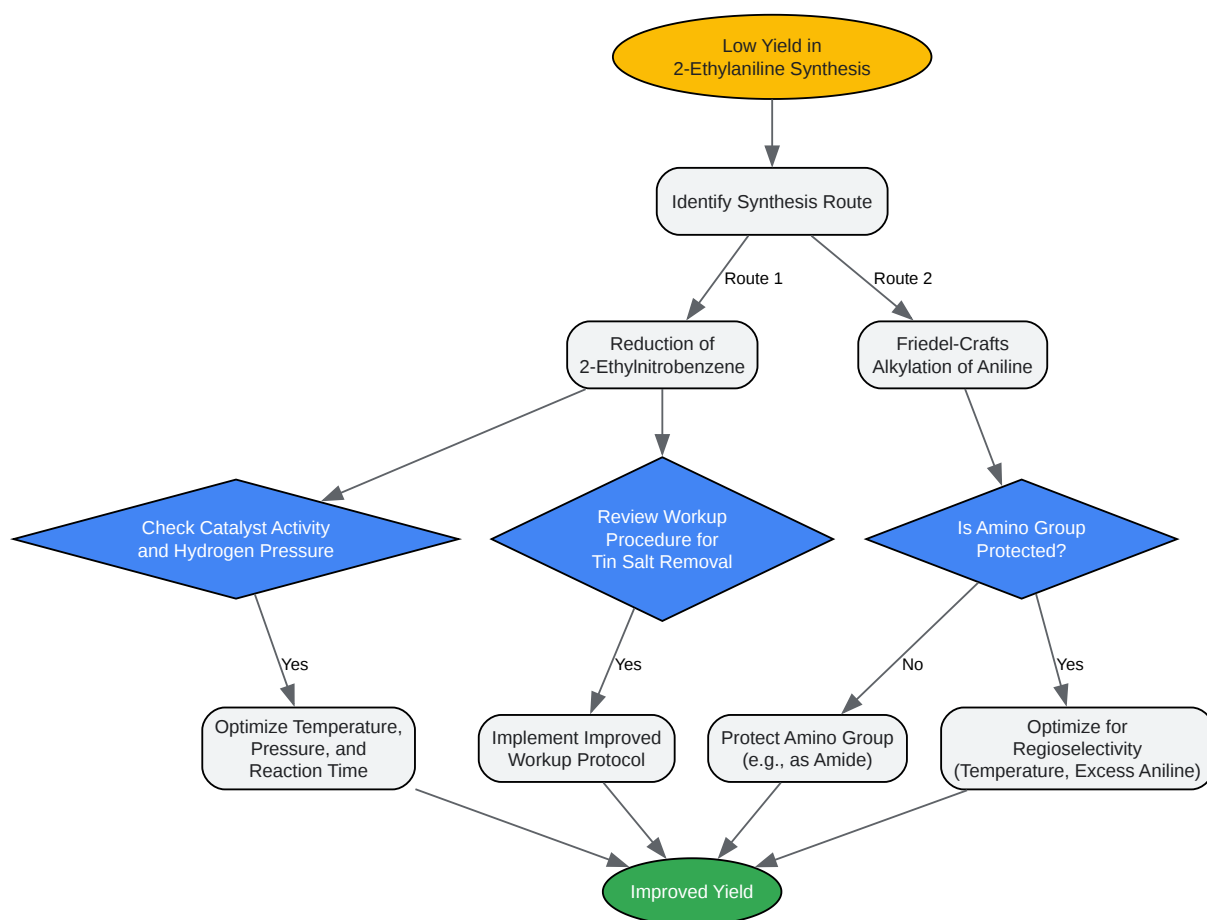 Low Yield in
2-Ethylaniline Synthesis
Identify Synthesis Route
Route 1
Route 2
Reduction of
2-Ethylnitrobenzene
Friedel-Crafts
Alkylation of Aniline
Check Catalyst Activity
and Hydrogen Pressure
Review Workup
Procedure for
Tin Salt Removal
Is Amino Group
Protected?
Yes
Yes
No
Yes
Optimize Temperature,
Pressure, and
Reaction Time
Implement Improved
Workup Protocol
Protect Amino Group
(e.g., as Amide)
Optimize for
Regioselectivity
(Temperature, Excess Aniline)
Improved Yield